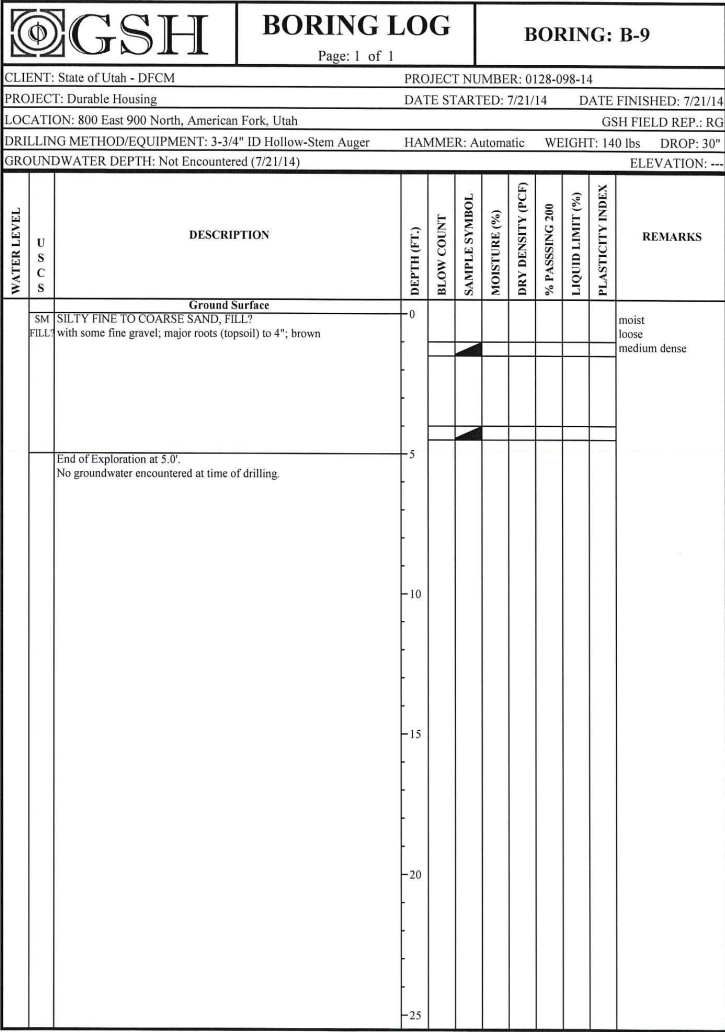 GSH
BORING LOG
Page: 1 of 1
BORING: B-9
CLIENT: State of Utah - DFCM PROJECT NUMBER: 0128-098-14
PROJECT: Durable Housing DATE STARTED: 7/21/14 DATE FINISHED: 7/21/14
LOCATION: 800 East 900 North, American Fork, Utah GSH FIELD REP.: RG
DRILLING METHOD/EQUIPMENT: 3-3/4" ID Hollow-Stem Auger HAMMER: Automatic WEIGHT: 140 lbs DROP: 30"
GROUNDWATER DEPTH: Not Encountered (7/21/14) ELEVATION: ---
WATER LEVEL
U
S
C
S
DESCRIPTION
DEPTH (FT.)
BLOW COUNT
SAMPLE SYMBOL
MOISTURE (%)
DRY DENSITY (PCF)
% PASSSING 200
LIQUID LIMIT (%)
PLASTICITY INDEX
REMARKS
Ground Surface
0
SM SILTY FINE TO COARSE SAND, FILL?
moist
FILL? with some fine gravel; major roots (topsoil) to 4"; brown
loose
medium dense
5
End of Exploration at 5.0'.
No groundwater encountered at time of drilling.
10
15
20
25